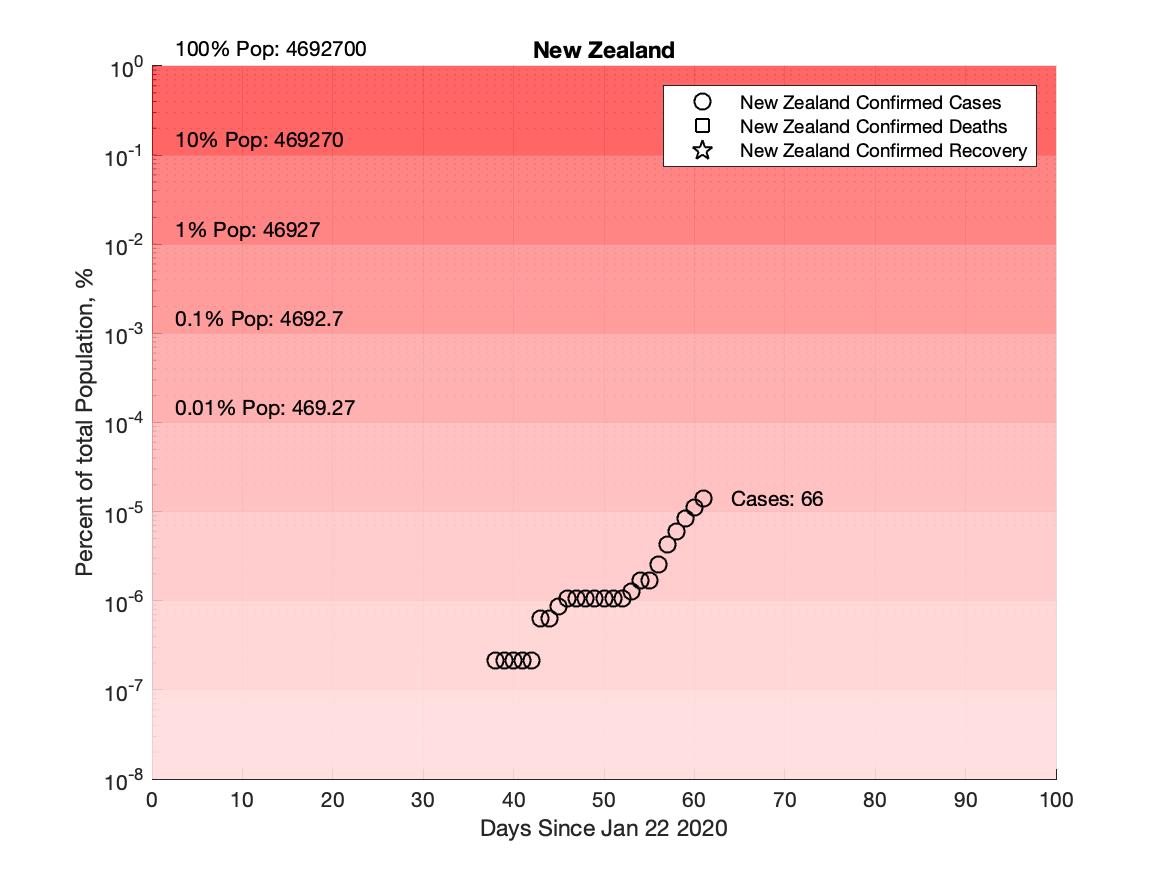 100% Pop: 4692700
New Zealand
10^0
New Zealand Confirmed Cases
New Zealand Confirmed Deaths
New Zealand Confirmed Recovery
10% Pop: 469270
10^-1
1% Pop: 46927
10^-2
0.1% Pop: 4692.7
10^-3
0.01% Pop: 469.27
10^-4
Cases: 66
10^-5
10^-6
10^-7
10^-8
Percent of total Population, %
0 10 20 30 40 50 60 70 80 90 100
Days Since Jan 22 2020